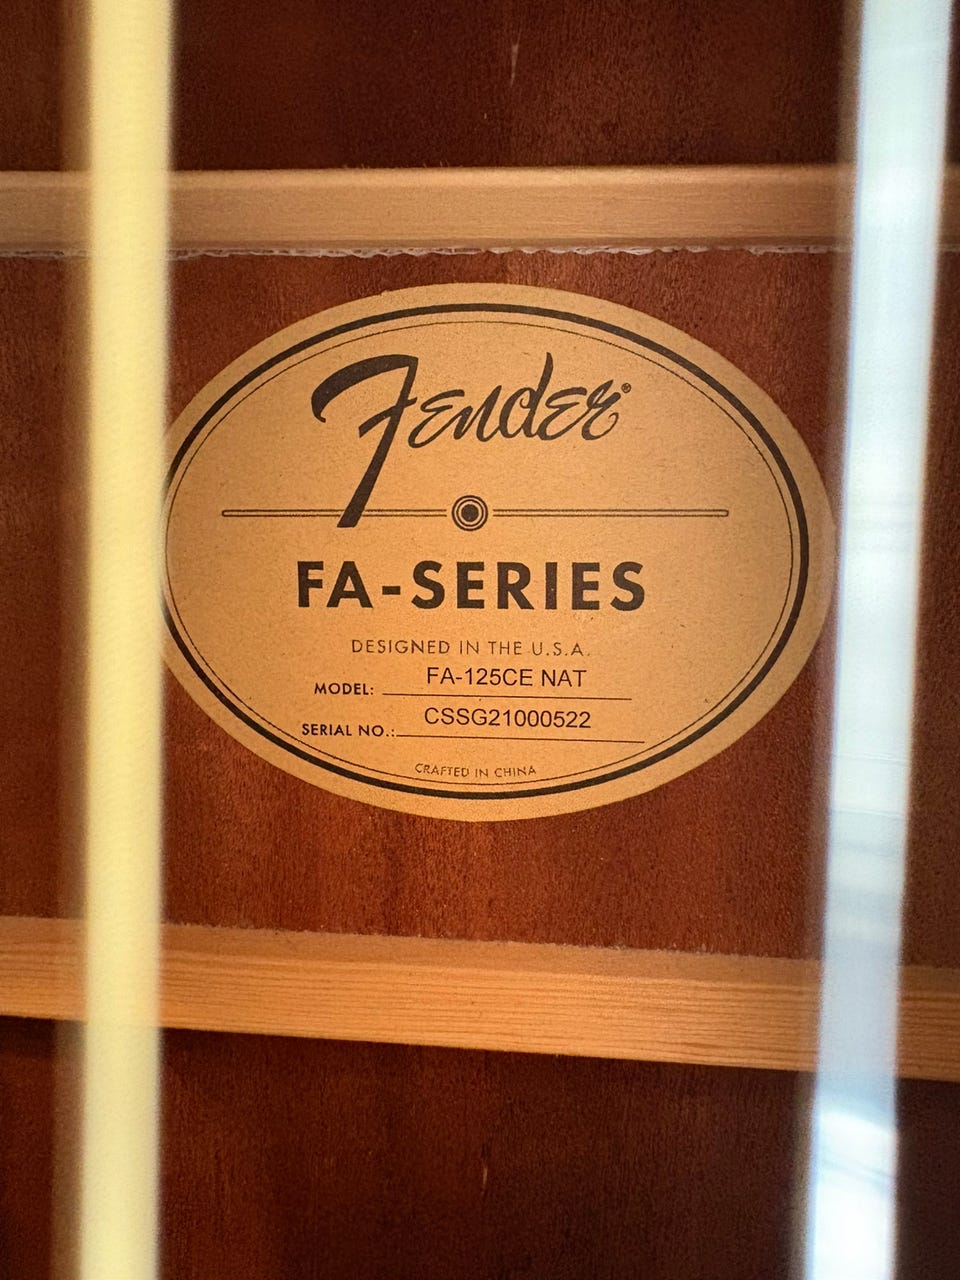 Fender®
FA-SERIES
DESIGNED IN THE U.S.A.
MODEL: FA-125CE NAT
SERIAL NO.: CSSG21000522
CRAFTED IN CHINA